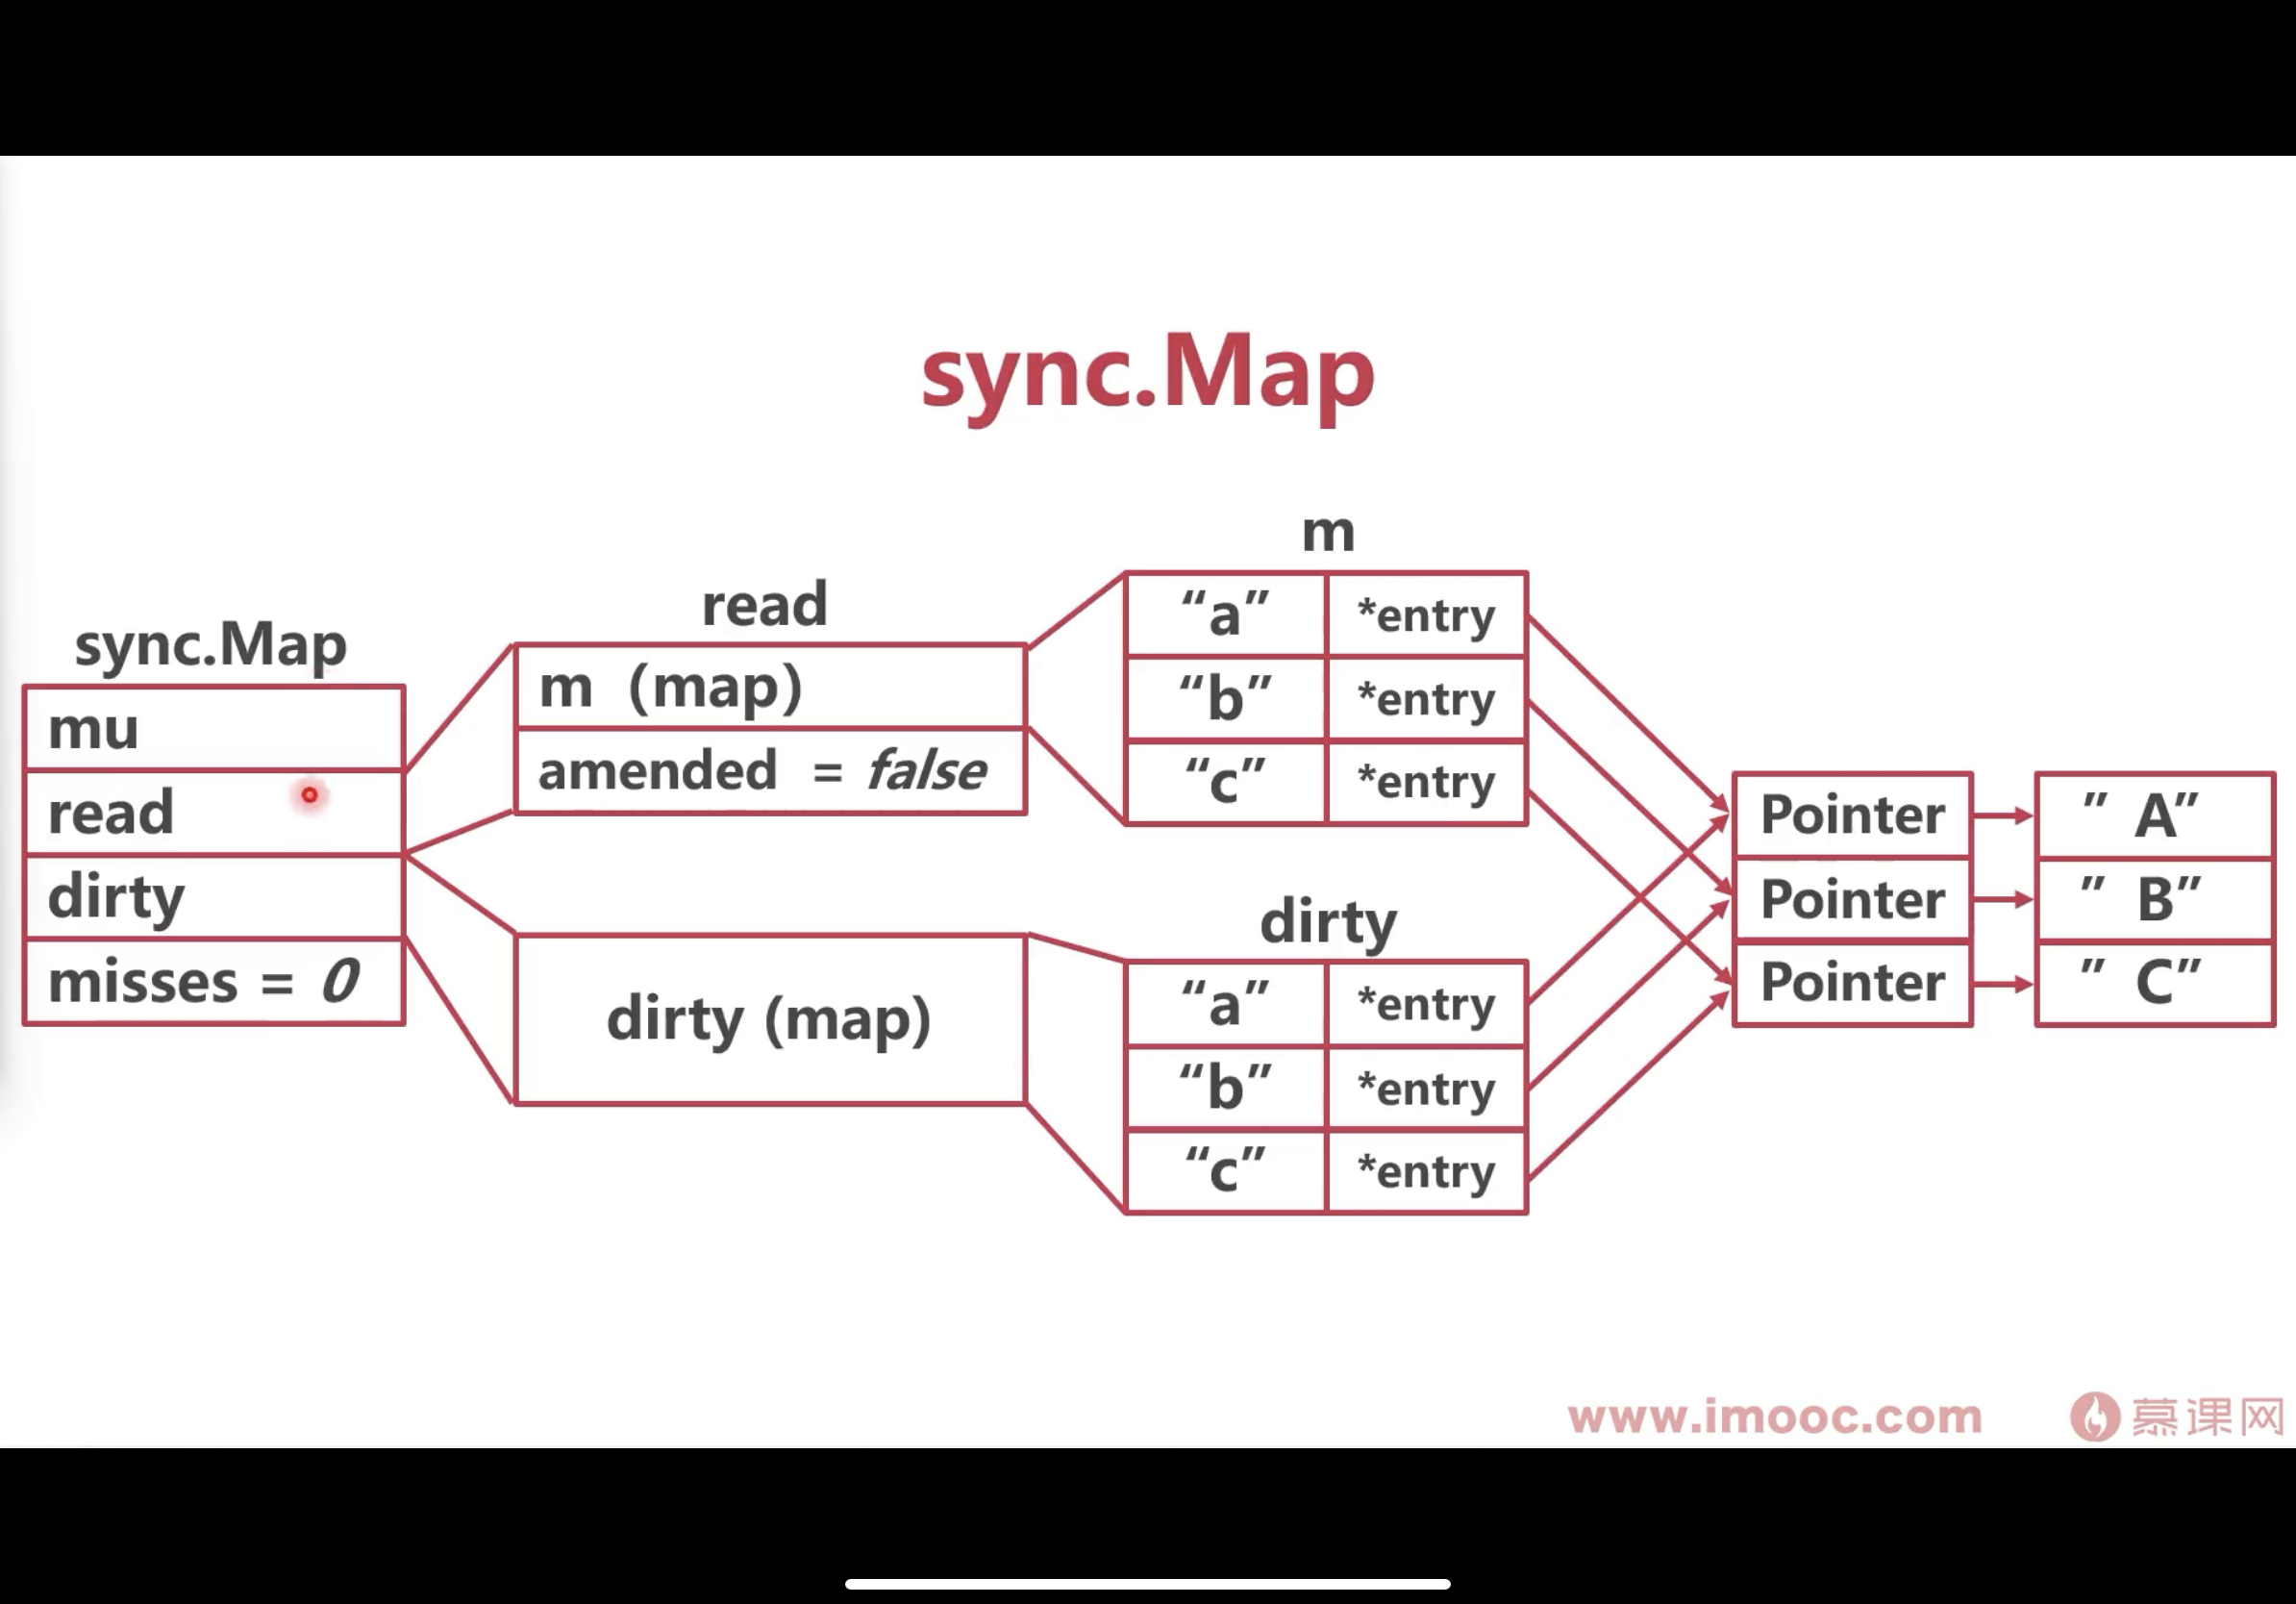 sync.Map
sync.Map
mu
read
dirty
misses = 0
read
m (map)
amended = false
dirty (map)
m
“a” *entry
“b” *entry
“c” *entry
dirty
“a” *entry
“b” *entry
“c” *entry
Pointer
Pointer
Pointer
” A”
” B”
” C”
www.imooc.com 慕课网